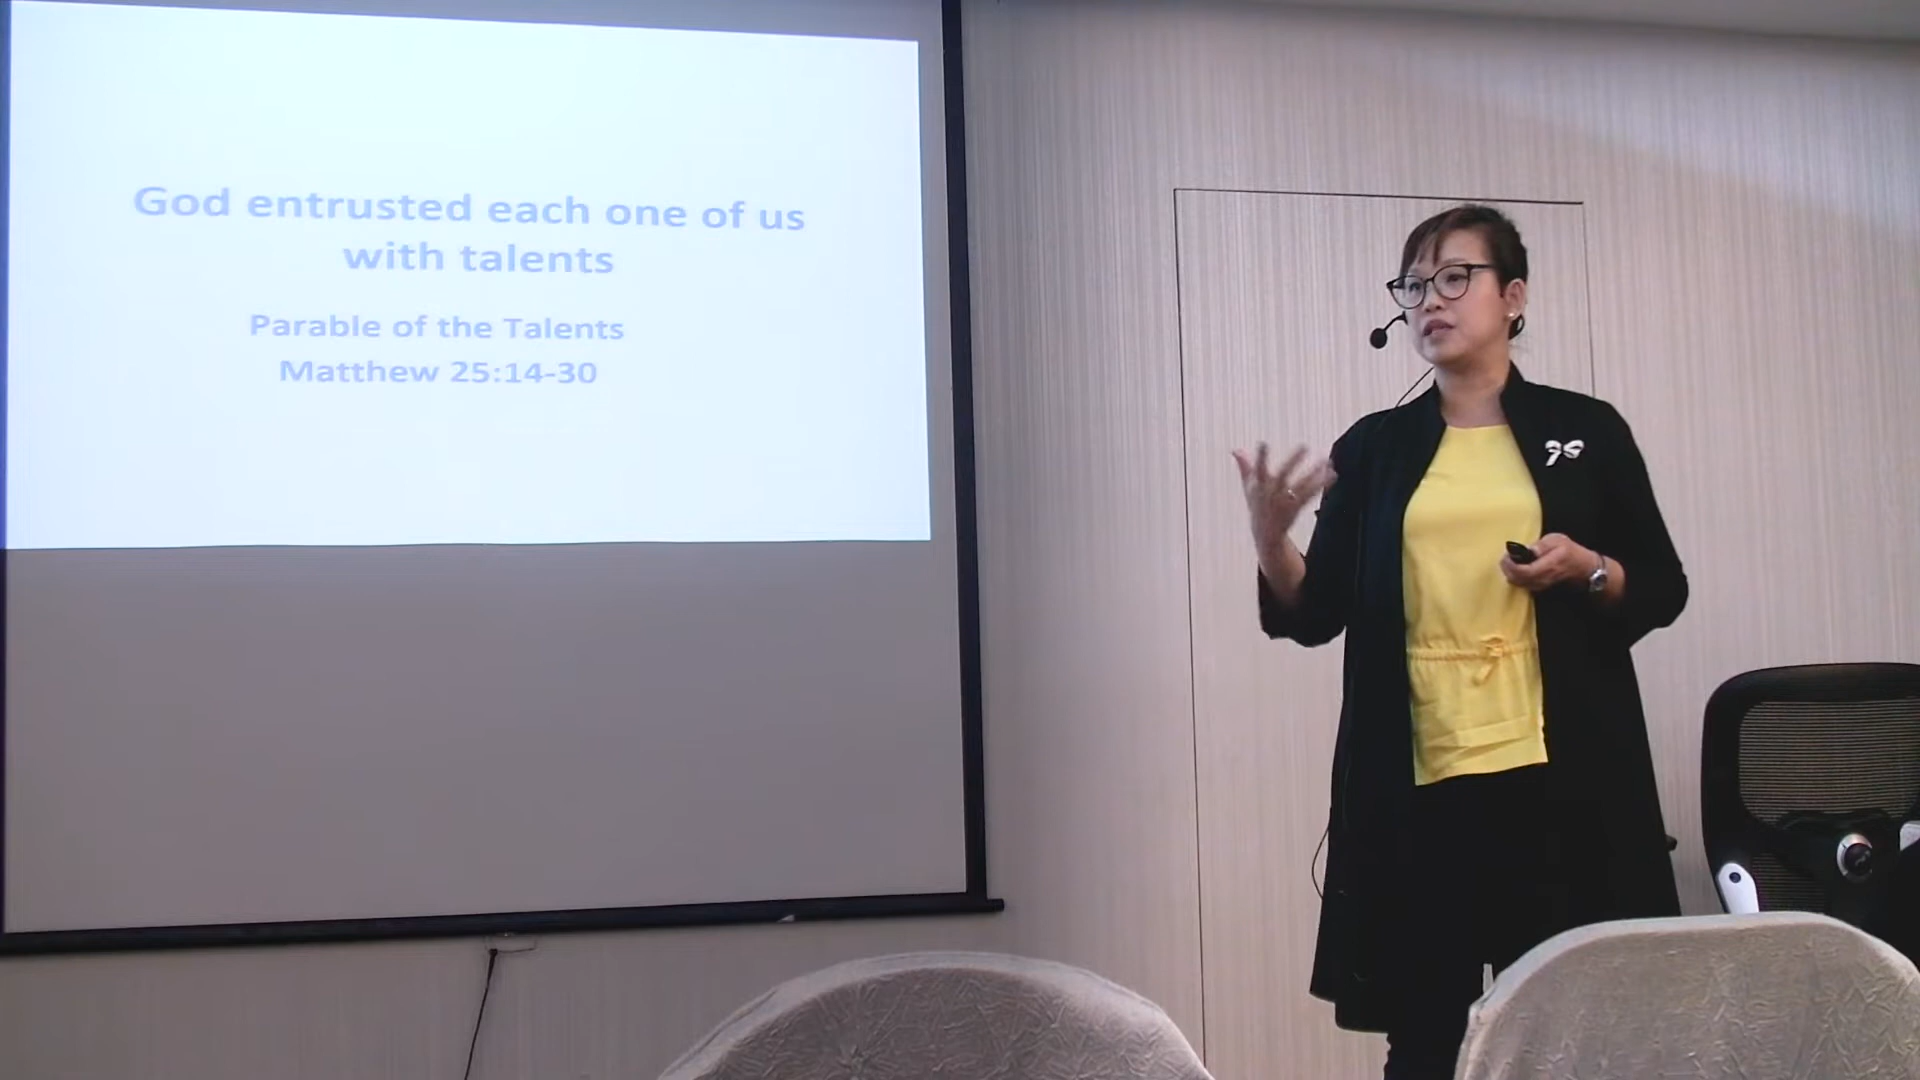 God entrusted each one of us
with talents
Parable of the Talents
Matthew 25:14-30